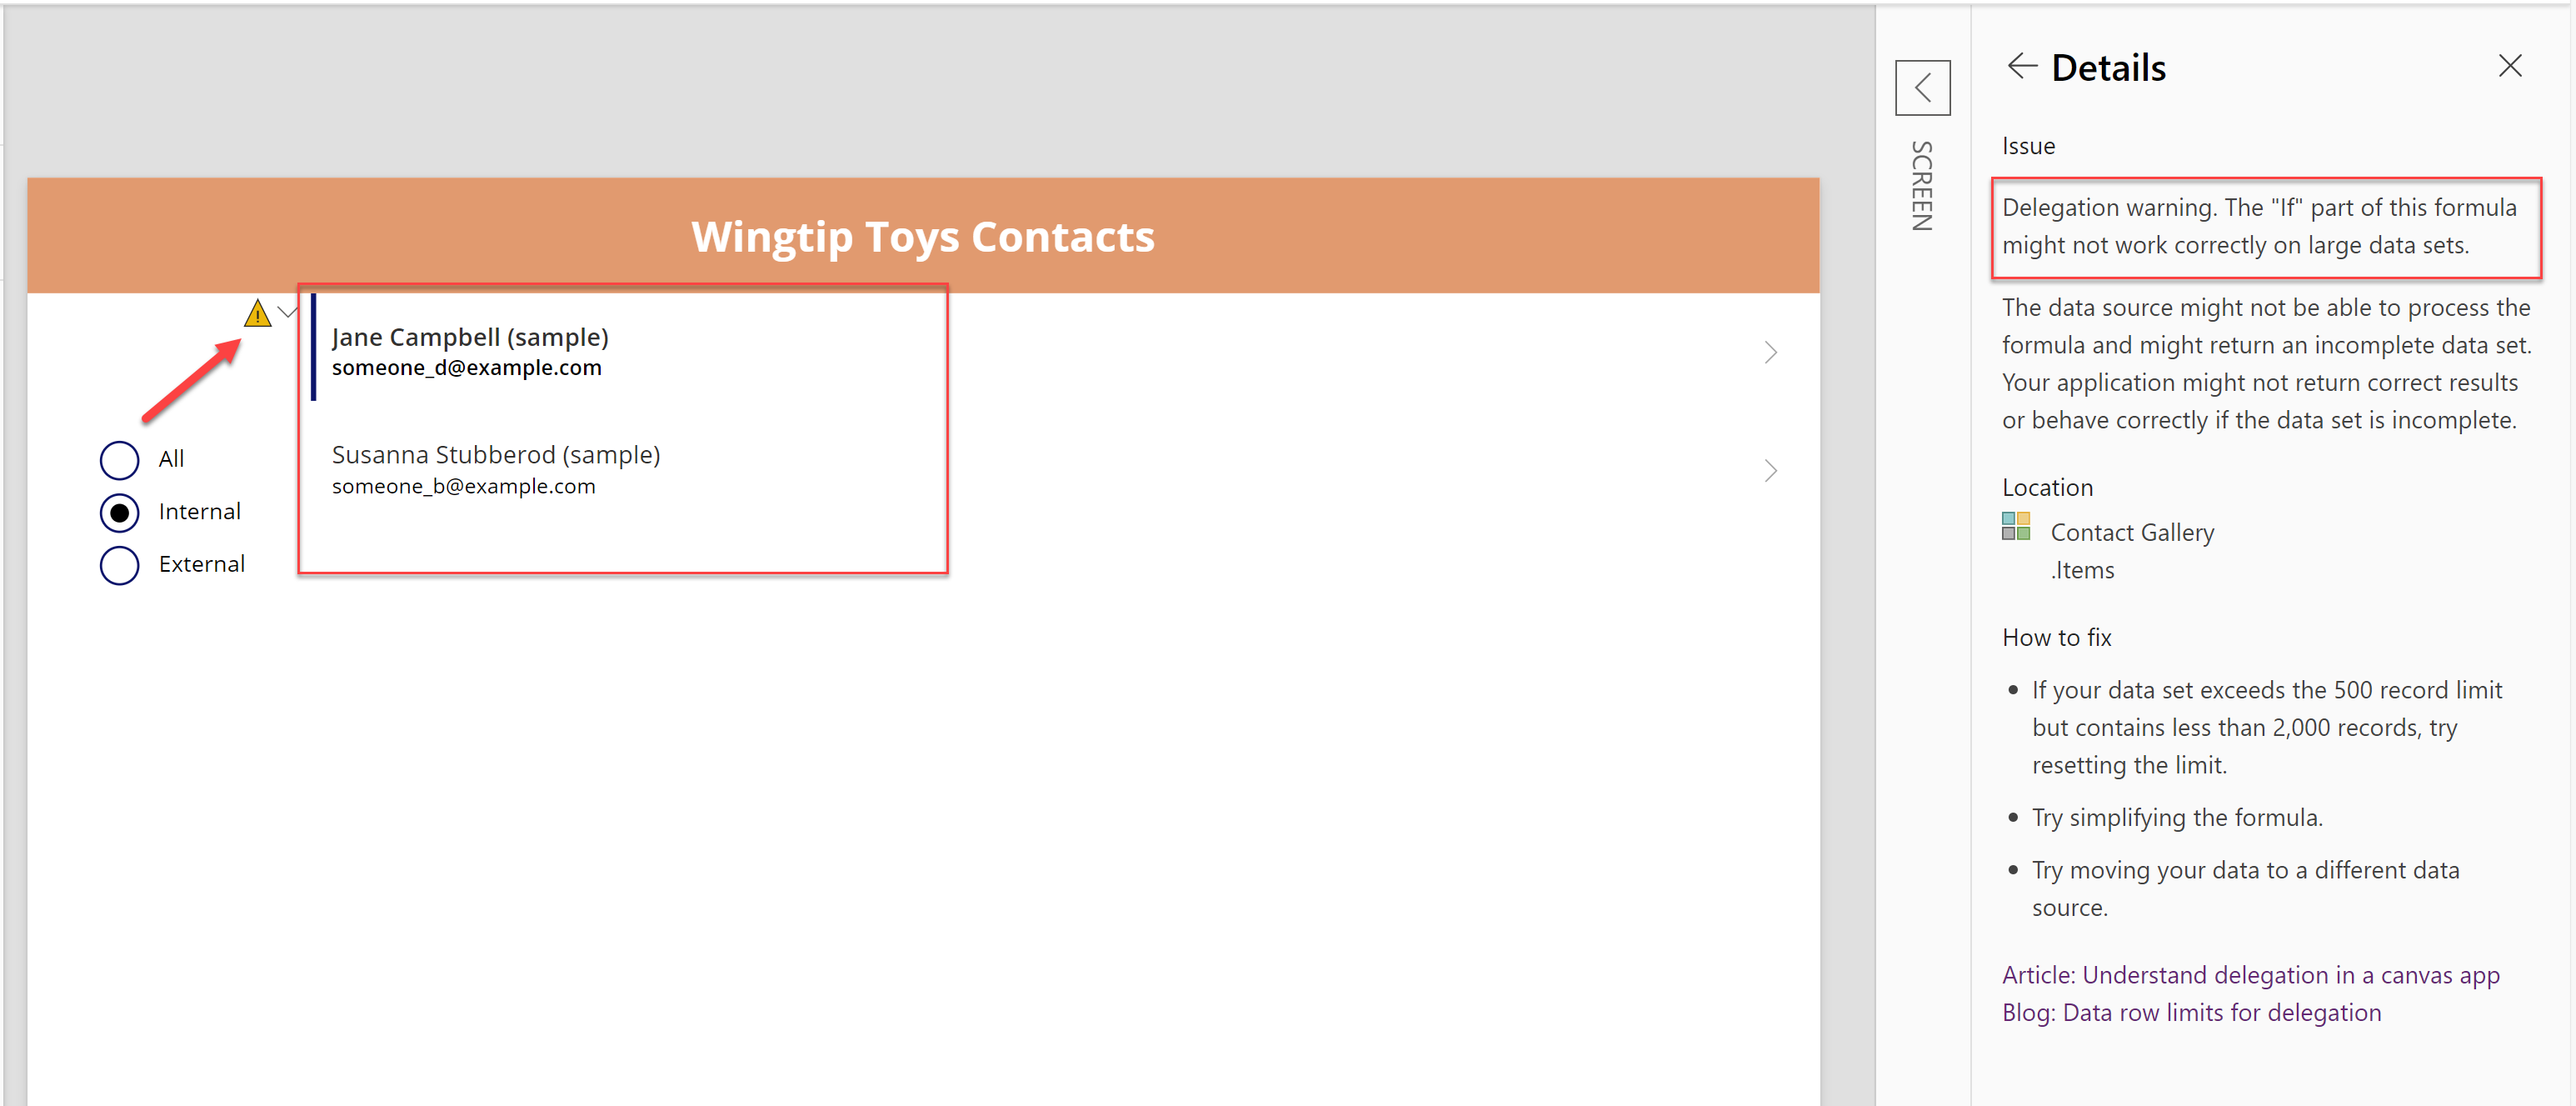 Wingtip Toys Contacts
Jane Campbell (sample)
someone_d@example.com
Susanna Stubberod (sample)
someone_b@example.com
All
Internal
External
SCREEN
Details
Issue
Delegation warning. The "If" part of this formula
might not work correctly on large data sets.
The data source might not be able to process the
formula and might return an incomplete data set.
Your application might not return correct results
or behave correctly if the data set is incomplete.
Location
Contact Gallery
.Items
How to fix
• If your data set exceeds the 500 record limit
but contains less than 2,000 records, try
resetting the limit.
• Try simplifying the formula.
• Try moving your data to a different data
source.
Article: Understand delegation in a canvas app
Blog: Data row limits for delegation